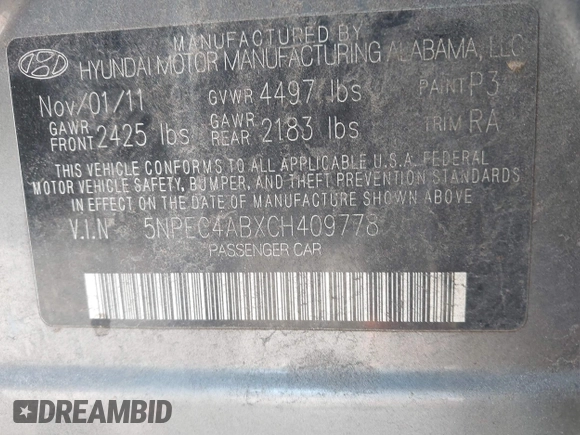 MANUFACTURED BY
HYUNDAI MOTOR MANUFACTURING ALABAMA, LLC
Nov/01/11 GVWR 4497 lbs PAINT P3
GAWR FRONT 2425 lbs GAWR REAR 2183 lbs TRIM RA
THIS VEHICLE CONFORMS TO ALL APPLICABLE U.S.A. FEDERAL
MOTOR VEHICLE SAFETY, BUMPER, AND THEFT PREVENTION STANDARDS
IN EFFECT ON THE DATE OF MANUFACTURE SHOWN ABOVE.
V.I.N 5NPEC4ABXCH409778
PASSENGER CAR
DREAMBID